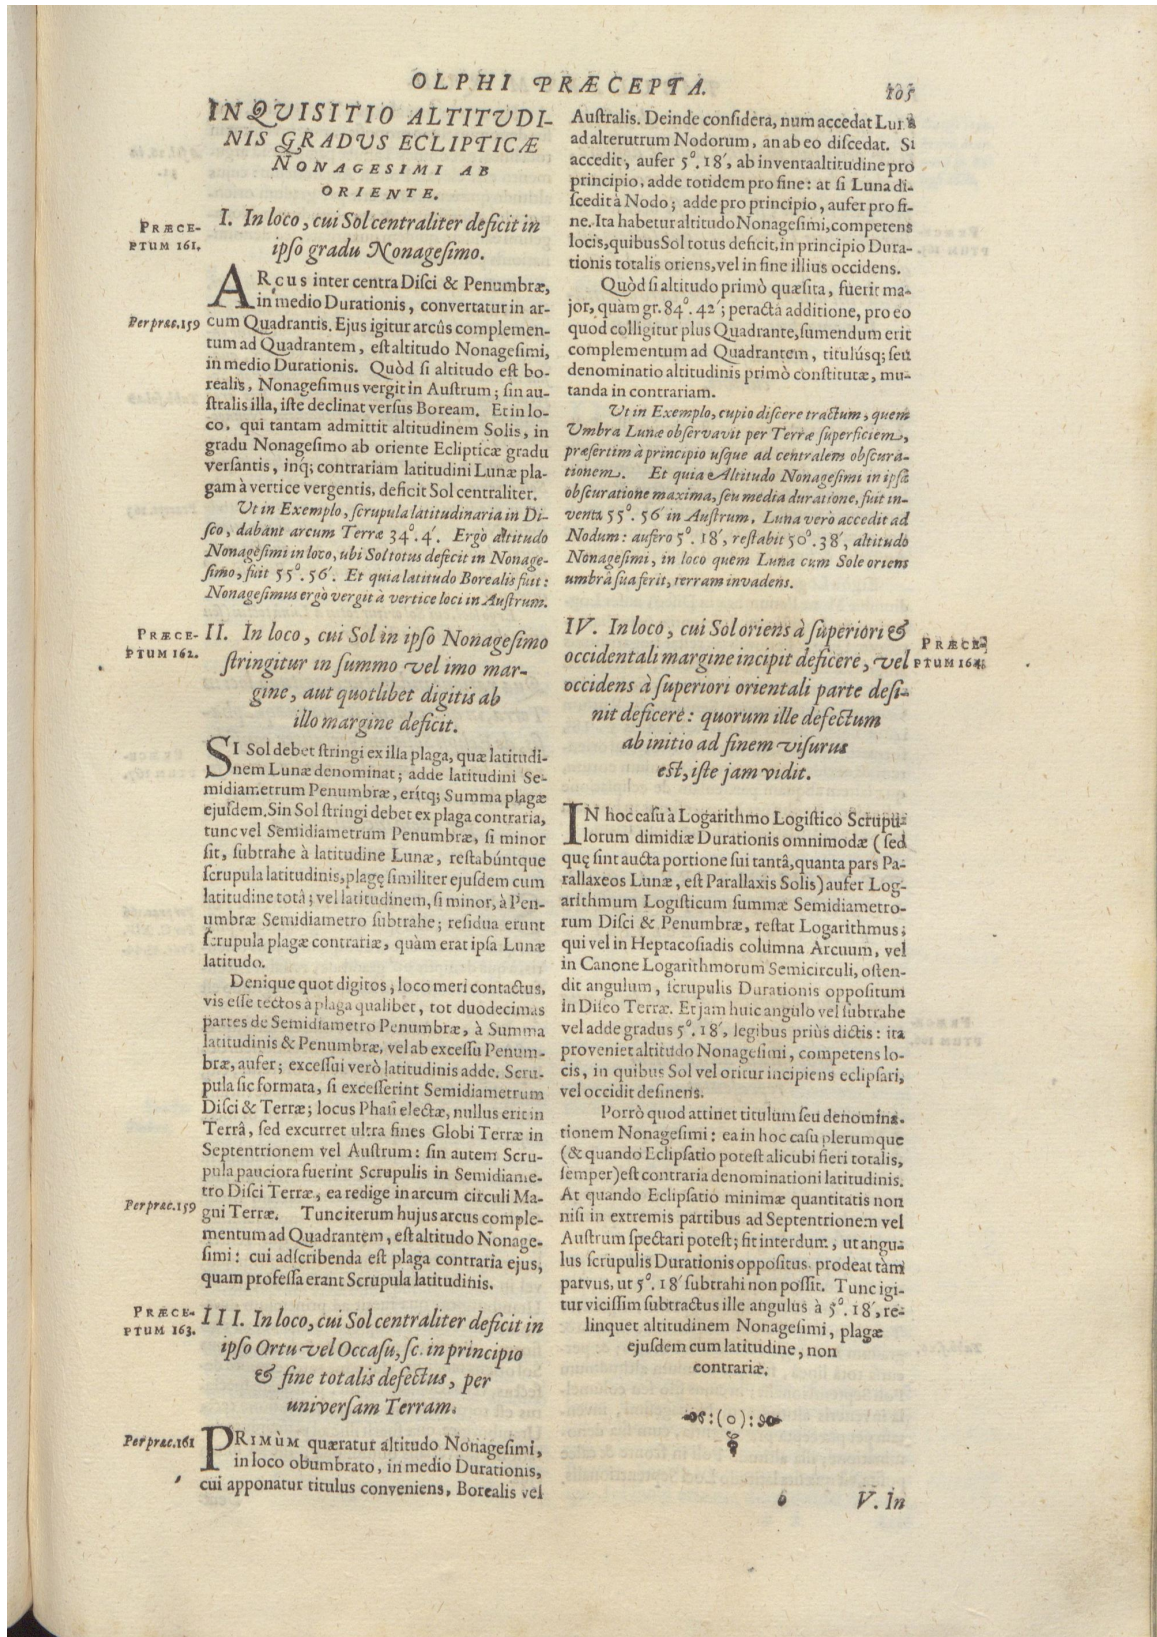 OLPHI PRÆCEPTA.
105
INQVISITIO ALTITVDI-
NIS GRADVS ECLIPTICÆ
NONAGESIMI AB
ORIENTE.
PRÆCE-
PTUM 161.
I. In loco, cui Sol centraliter deficit in
ipso gradu Nonagesimo.
ARcus inter centra Disci & Penumbræ,
in medio Durationis, convertatur in ar-
Per præc. 159
cum Quadrantis. Ejus igitur arcûs complemen-
tum ad Quadrantem, est altitudo Nonagesimi,
in medio Durationis. Quòd si altitudo est bo-
realis, Nonagesimus vergit in Austrum; sin au-
stralis illa, iste declinat versus Boream. Et in lo-
co, qui tantam admittit altitudinem Solis, in
gradu Nonagesimo ab oriente Eclipticæ gradu
versantis, inq; contrariam latitudini Lunæ pla-
gam à vertice vergentis, deficit Sol centraliter.
Ut in Exemplo, scrupula latitudinaria in Di-
sco, dabant arcum Terræ 34°. 4'. Ergo altitudo
Nonagesimi in loco, ubi Sol totus defecit in Nonage-
simo, fuit 55°. 56'. Et quia latitudo Borealis fuit:
Nonagesimus ergo vergit à vertice loci in Austrum.
PRÆCE-
PTUM 162.
II. In loco, cui Sol in ipso Nonagesimo
stringitur in summo vel imo mar-
gine, aut quotlibet digitis ab
illo margine deficit.
SI Sol debet stringi ex illa plaga, quæ latitudi-
nem Lunæ denominat; adde latitudini Se-
midiametrum Penumbræ, erítq; Summa plagæ
ejusdem. Sin Sol stringi debet ex plaga contraria,
tunc vel Semidiametrum Penumbræ, si minor
sit, subtrahe à latitudine Lunæ, restabúntque
scrupula latitudinis, plagę similiter ejusdem cum
latitudine totâ; vel latitudinem, si minor, à Pen-
umbræ Semidiametro subtrahe; residua erunt
scrupula plagæ contrariæ, quàm erat ipsa Lunæ
latitudo.
Denique quot digitos, loco meri contactus,
vis esse tectos à plaga qualibet, tot duodecimas
partes de Semidiametro Penumbræ, à Summa
latitudinis & Penumbræ, vel ab excessu Penum-
bræ, aufer; excessui verò latitudinis adde. Scru-
pula sic formata, si excesserint Semidiametrum
Disci & Terræ; locus Phasi electæ, nullus erit in
Terrâ, sed excurret ultra fines Globi Terræ in
Septentrionem vel Austrum: sin autem Scru-
pula pauciora fuerint Scrupulis in Semidiame-
tro Disci Terræ, ea redige in arcum circuli Ma-
Per præc. 159
gni Terræ. Tunc iterum hujus arcus comple-
mentum ad Quadrantem, est altitudo Nonage-
simi: cui adscribenda est plaga contraria ejus,
quam professa erant Scrupula latitudinis.
PRÆCE-
PTUM 163.
III. In loco, cui Sol centraliter deficit in
ipso Ortu vel Occasu, sc. in principio
& fine totalis defectus, per
universam Terram.
Per præc. 161
PRIMÙM quæratur altitudo Nonagesimi,
in loco obumbrato, in medio Durationis,
cui apponatur titulus conveniens, Borealis vel
Australis. Deinde considera, num accedat Luna
ad alterutrum Nodorum, an ab eo discedat. Si
accedit, aufer 5°. 18', ab inventa altitudine pro
principio, adde totidem pro fine: at si Luna di-
scedit à Nodo; adde pro principio, aufer pro fi-
ne. Ita habetur altitudo Nonagesimi, competens
locis, quibus Sol totus deficit, in principio Dura-
tionis totalis oriens, vel in fine illius occidens.
Quòd si altitudo primò quæsita, fuerit ma-
jor, quam gr. 84°. 42'; peractâ additione, pro eo
quod colligitur plus Quadrante, sumendum erit
complementum ad Quadrantem, titulúsq; seu
denominatio altitudinis primò constitutæ, mu-
tanda in contrariam.
Ut in Exemplo, cupio discere tractum, quem
Umbra Lunæ observavit per Terræ superficiem,
præsertim à principio usque ad centralem obscura-
tionem. Et quia Altitudo Nonagesimi in ipsâ
obscuratione maxima, seu media duratione, fuit in-
venta 55°. 56' in Austrum, Luna verò accedit ad
Nodum: aufero 5°. 18', restabit 50°. 38', altitudo
Nonagesimi, in loco quem Luna cum Sole oriens
umbrâ sua ferit, terram invadens.
PRÆCE-
PTUM 164.
IV. In loco, cui Sol oriens à superiori &
occidentali margine incipit deficere, vel
occidens à superiori orientali parte desi-
nit deficere: quorum ille defectum
ab initio ad finem visurus
est, iste jam vidit.
IN hoc casu à Logarithmo Logistico Scrupu-
lorum dimidiæ Durationis omnimodæ (sed
quę sint aucta portione sui tantâ, quanta pars Pa-
rallaxeos Lunæ, est Parallaxis Solis) aufer Log-
arithmum Logisticum summæ Semidiametro-
rum Disci & Penumbræ, restat Logarithmus;
qui vel in Heptacosiadis columna Arcuum, vel
in Canone Logarithmorum Semicirculi, osten-
dit angulum, scrupulis Durationis oppositum
in Disco Terræ. Et jam huic angulo vel subtrahe
vel adde gradus 5°. 18', legibus priùs dictis: ita
proveniet altitudo Nonagesimi, competens lo-
cis, in quibus Sol vel oritur incipiens eclipsari,
vel occidit desinens.
Porrò quod attinet titulum seu denomina-
tionem Nonagesimi: ea in hoc casu plerumque
(& quando Eclipsatio potest alicubi fieri totalis,
semper) est contraria denominationi latitudinis.
At quando Eclipsatio minimæ quantitatis non
nisi in extremis partibus ad Septentrionem vel
Austrum spectari potest; fit interdum, ut angu-
lus scrupulis Durationis oppositus prodeat tàm
parvus, ut 5°. 18' subtrahi non possit. Tunc igi-
tur vicissim subtractus ille angulus à 5°. 18', re-
linquet altitudinem Nonagesimi, plagæ
ejusdem cum latitudine, non
contrariæ.
:(o):
o
V. In